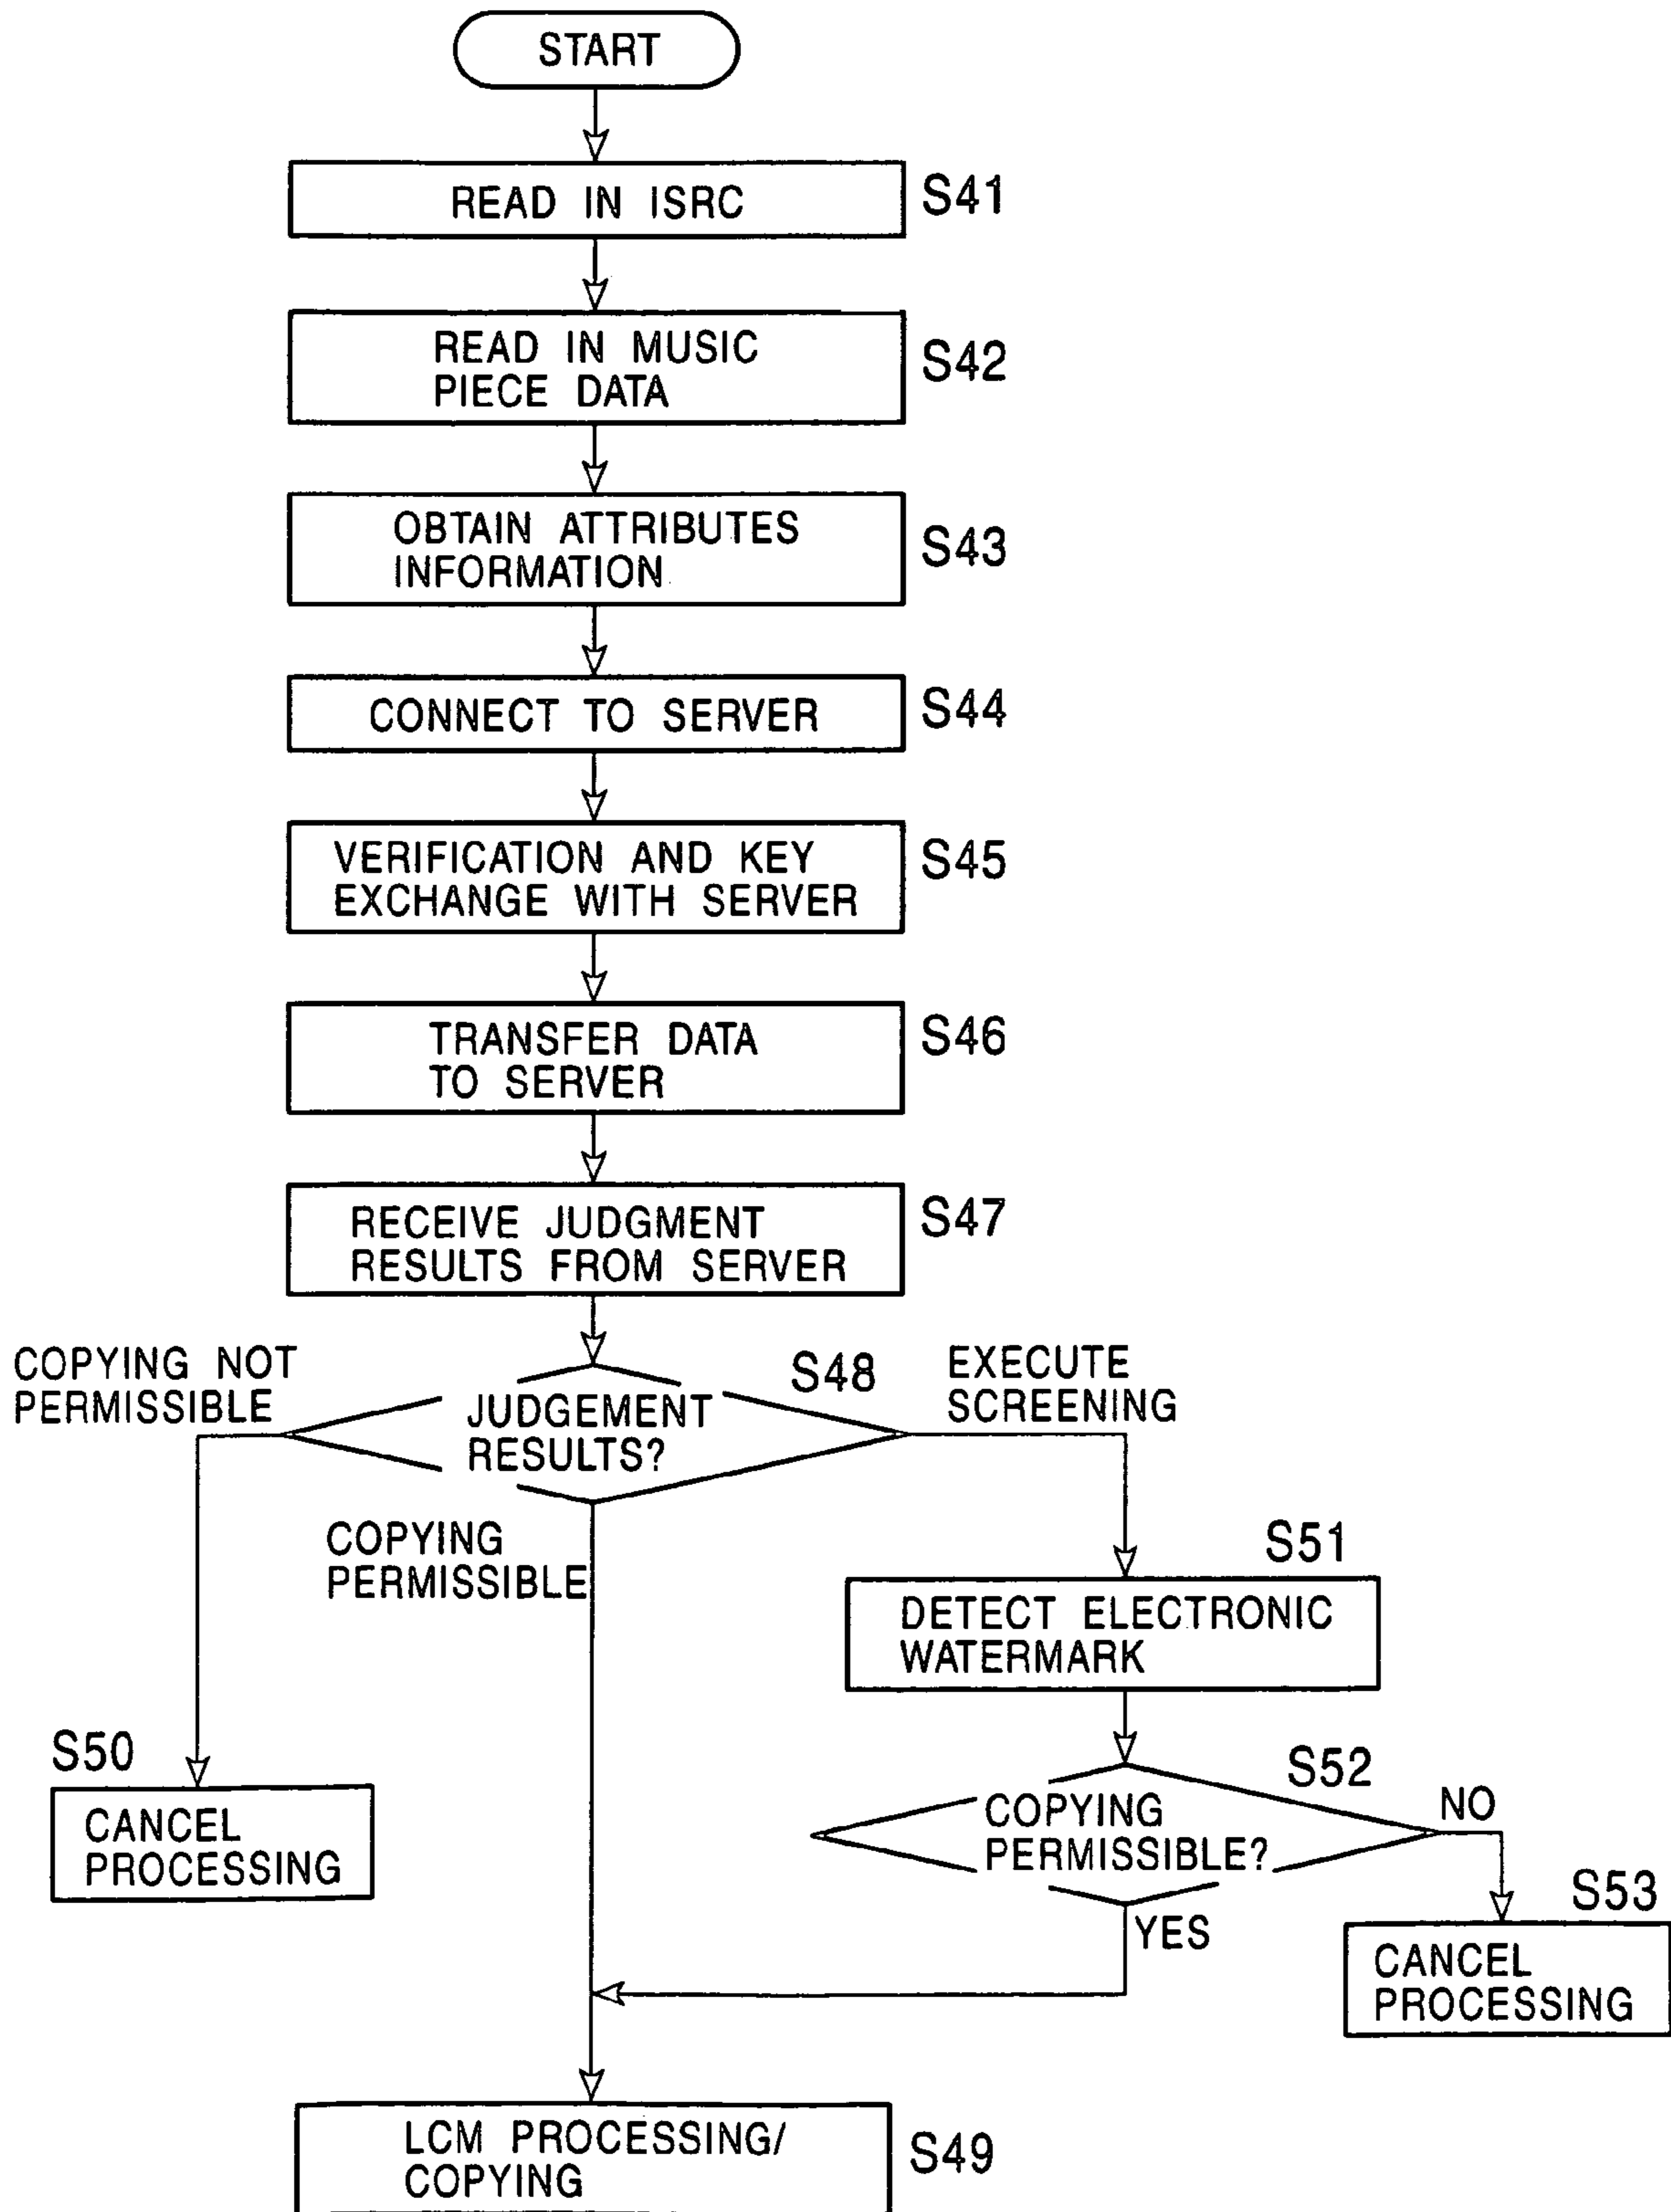 START
READ IN ISRC
S41
READ IN MUSIC
PIECE DATA
S42
OBTAIN ATTRIBUTES
INFORMATION
S43
CONNECT TO SERVER
S44
VERIFICATION AND KEY
EXCHANGE WITH SERVER
S45
TRANSFER DATA
TO SERVER
S46
RECEIVE JUDGMENT
RESULTS FROM SERVER
S47
COPYING NOT
PERMISSIBLE
JUDGEMENT
RESULTS?
S48
EXECUTE
SCREENING
COPYING
PERMISSIBLE
S51
DETECT ELECTRONIC
WATERMARK
S50
CANCEL
PROCESSING
S52
COPYING
PERMISSIBLE?
NO
YES
S53
CANCEL
PROCESSING
LCM PROCESSING/
COPYING
S49